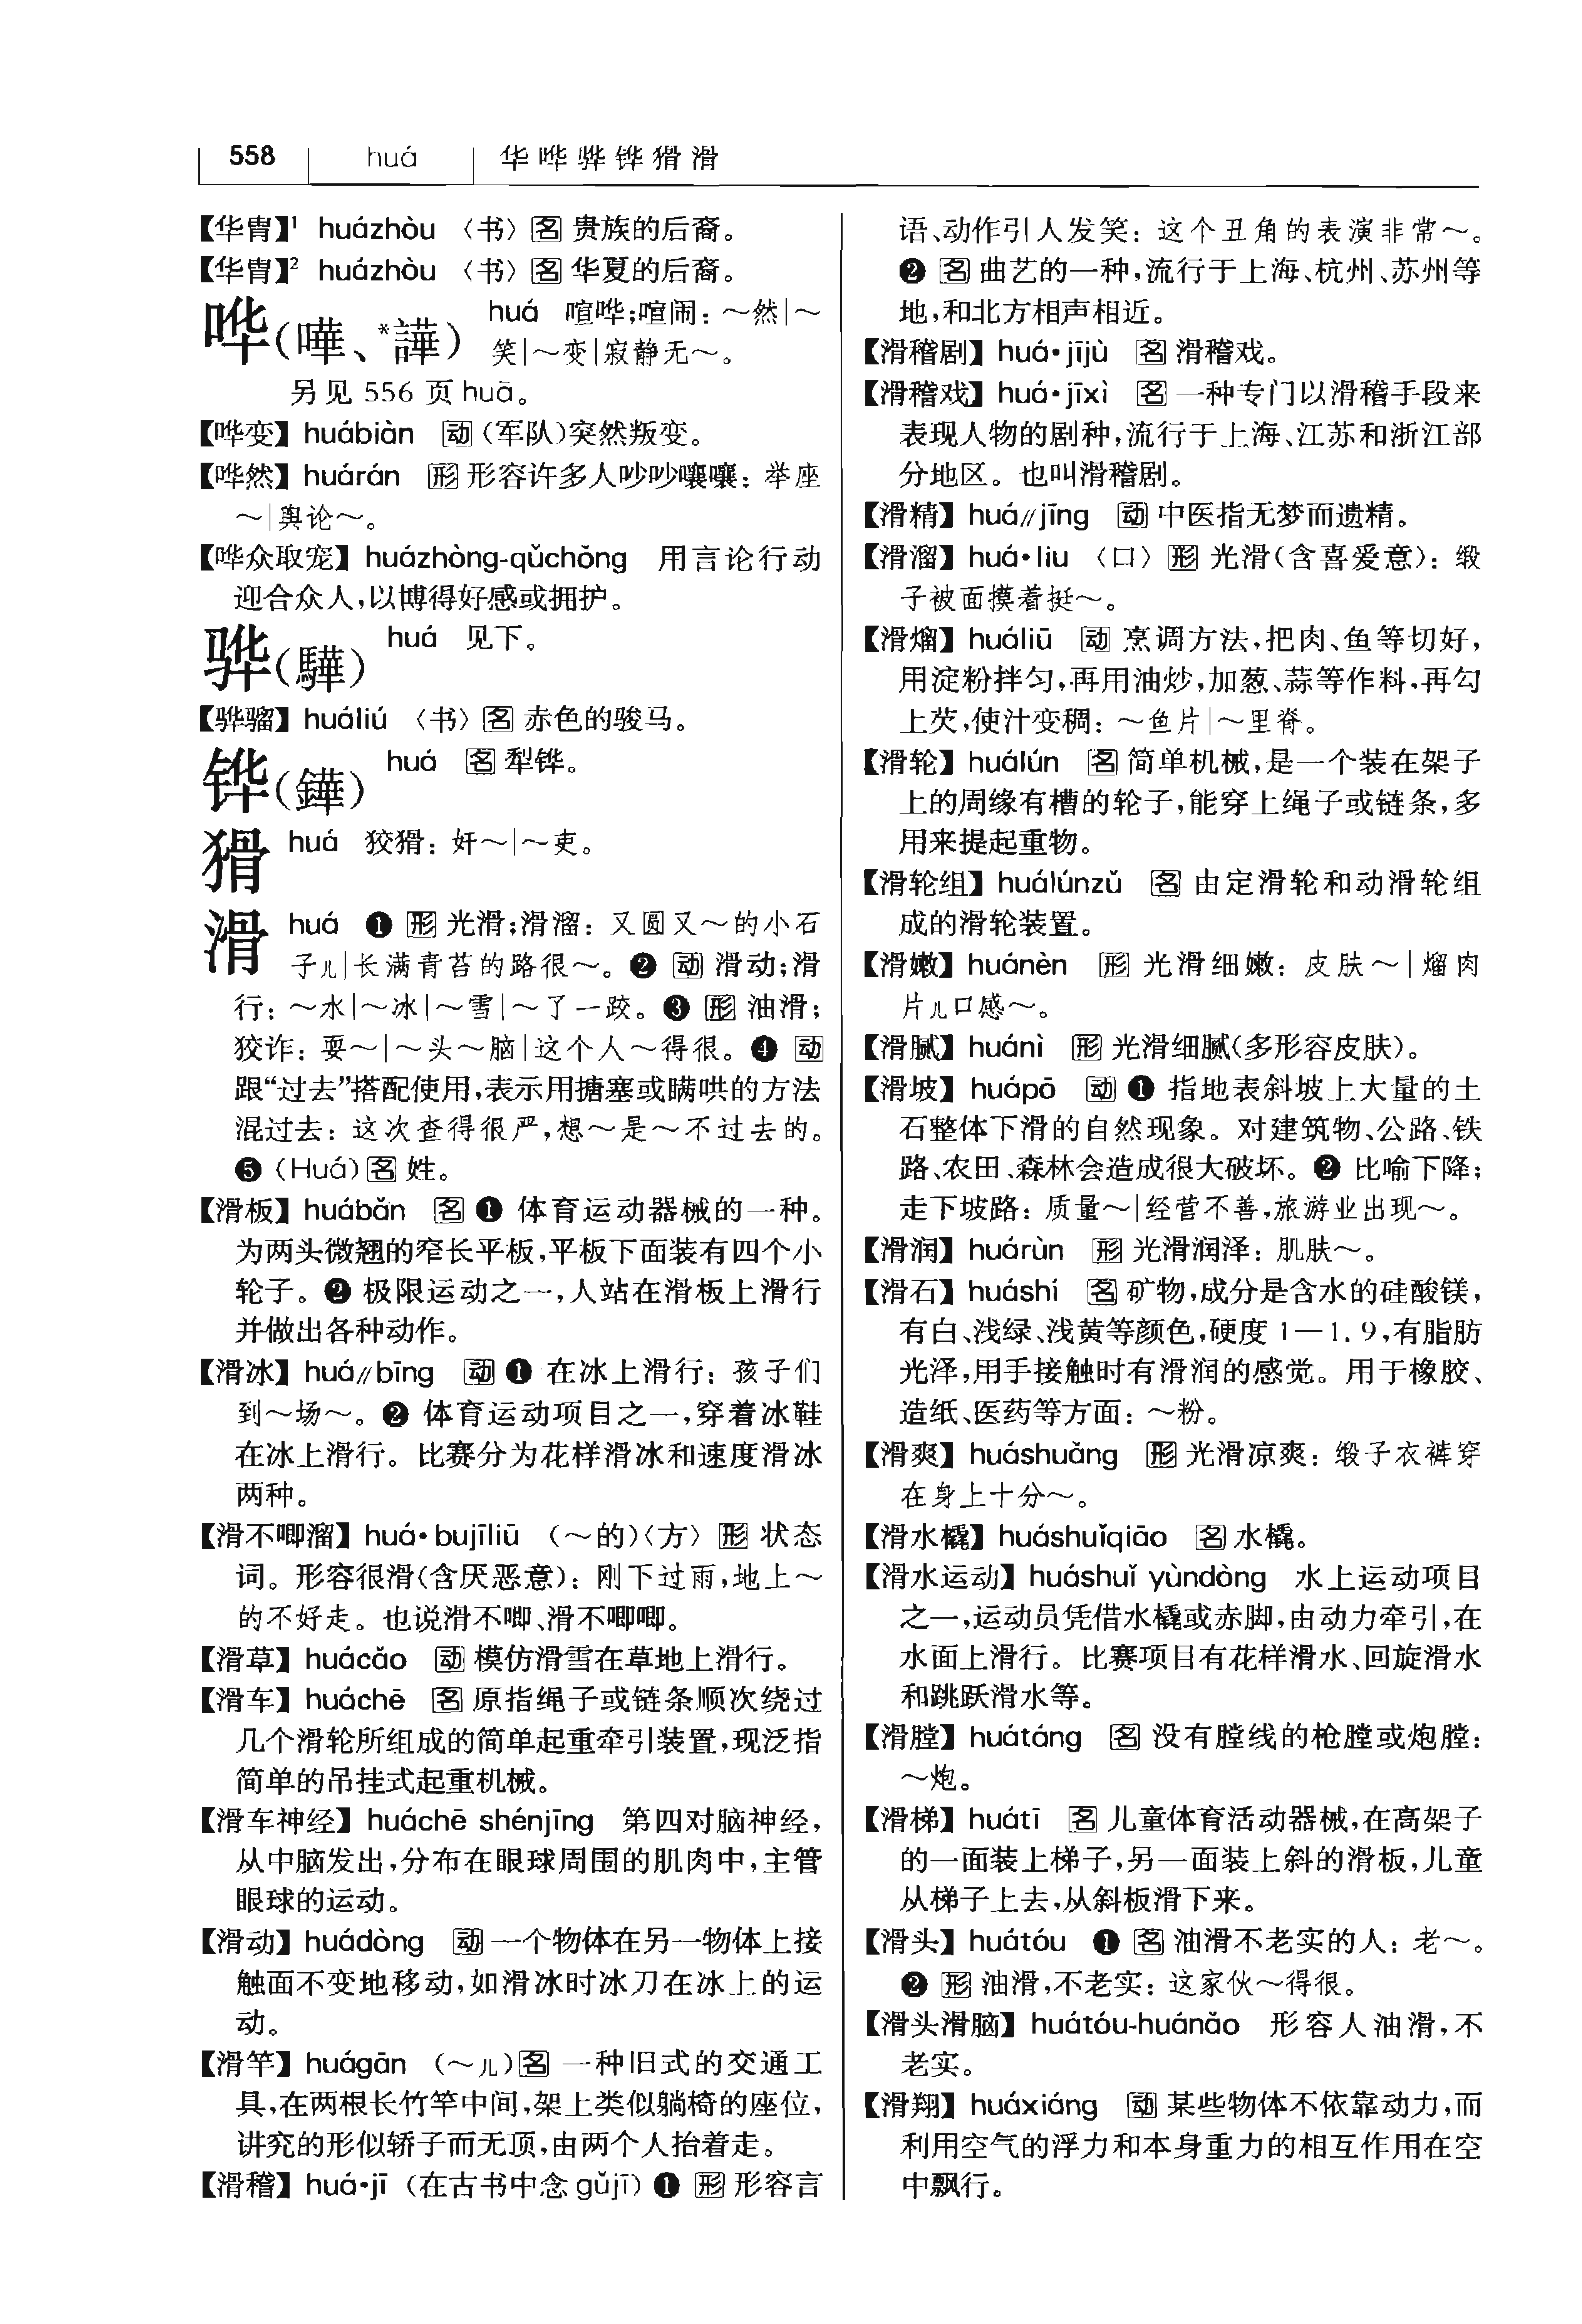 558 huá 华哗骅铧猾滑
【华胄】¹ huázhòu 〈书〉名 贵族的后裔。
【华胄】² huázhòu 〈书〉名 华夏的后裔。
哗(嘩、*譁) huá 喧哗;喧闹：～然|～
笑|～变|寂静无～。
另见 556 页 huā。
【哗变】huábiàn 动 (军队)突然叛变。
【哗然】huárán 形 形容许多人吵吵嚷嚷：举座
～|舆论～。
【哗众取宠】huázhòng-qǔchǒng 用言论行动
迎合众人,以博得好感或拥护。
骅(驊) huá 见下。
【骅骝】huáliú 〈书〉名 赤色的骏马。
铧(鏵) huá 名 犁铧。
猾 huá 狡猾：奸～|～吏。
滑 huá ❶ 形 光滑;滑溜：又圆又～的小石
子儿|长满青苔的路很～。❷ 动 滑动;滑
行：～水|～冰|～雪|～了一跤。❸ 形 油滑;
狡诈：耍～|～头～脑|这个人～得很。❹ 动
跟“过去”搭配使用,表示用搪塞或瞒哄的方法
混过去：这次查得很严,想～是～不过去的。
❺ (Huá) 名 姓。
【滑板】huábǎn 名 ❶ 体育运动器械的一种。
为两头微翘的窄长平板,平板下面装有四个小
轮子。❷ 极限运动之一,人站在滑板上滑行
并做出各种动作。
【滑冰】huá//bīng 动 ❶ 在冰上滑行：孩子们
到～场～。❷ 体育运动项目之一,穿着冰鞋
在冰上滑行。比赛分为花样滑冰和速度滑冰
两种。
【滑不唧溜】huá•bujīliū (～的)〈方〉形 状态
词。形容很滑(含厌恶意)：刚下过雨,地上～
的不好走。也说滑不唧、滑不唧唧。
【滑草】huácǎo 动 模仿滑雪在草地上滑行。
【滑车】huáchē 名 原指绳子或链条顺次绕过
几个滑轮所组成的简单起重牵引装置,现泛指
简单的吊挂式起重机械。
【滑车神经】huáchē shénjīng 第四对脑神经,
从中脑发出,分布在眼球周围的肌肉中,主管
眼球的运动。
【滑动】huádòng 动 一个物体在另一物体上接
触面不变地移动,如滑冰时冰刀在冰上的运
动。
【滑竿】huágān (～儿)名 一种旧式的交通工
具,在两根长竹竿中间,架上类似躺椅的座位,
讲究的形似轿子而无顶,由两个人抬着走。
【滑稽】huá•jī (在古书中念 gǔjī) ❶ 形 形容言
语、动作引人发笑：这个丑角的表演非常～。
❷ 名 曲艺的一种,流行于上海、杭州、苏州等
地,和北方相声相近。
【滑稽剧】huá•jījù 名 滑稽戏。
【滑稽戏】huá•jīxì 名 一种专门以滑稽手段来
表现人物的剧种,流行于上海、江苏和浙江部
分地区。也叫滑稽剧。
【滑精】huá//jīng 动 中医指无梦而遗精。
【滑溜】huá•liu 〈口〉形 光滑(含喜爱意)：缎
子被面摸着挺～。
【滑熘】huáliū 动 烹调方法,把肉、鱼等切好,
用淀粉拌匀,再用油炒,加葱、蒜等作料,再勾
上芡,使汁变稠：～鱼片|～里脊。
【滑轮】huálún 名 简单机械,是一个装在架子
上的周缘有槽的轮子,能穿上绳子或链条,多
用来提起重物。
【滑轮组】huálúnzǔ 名 由定滑轮和动滑轮组
成的滑轮装置。
【滑嫩】huánèn 形 光滑细嫩：皮肤～|熘肉
片儿口感～。
【滑腻】huánì 形 光滑细腻(多形容皮肤)。
【滑坡】huápō 动 ❶ 指地表斜坡上大量的土
石整体下滑的自然现象。对建筑物、公路、铁
路、农田、森林会造成很大破坏。❷ 比喻下降;
走下坡路：质量～|经营不善,旅游业出现～。
【滑润】huárùn 形 光滑润泽：肌肤～。
【滑石】huáshí 名 矿物,成分是含水的硅酸镁,
有白、浅绿、浅黄等颜色,硬度 1—1.9,有脂肪
光泽,用手接触时有滑润的感觉。用于橡胶、
造纸、医药等方面：～粉。
【滑爽】huáshuǎng 形 光滑凉爽：缎子衣裤穿
在身上十分～。
【滑水橇】huáshuǐqiāo 名 水橇。
【滑水运动】huáshuǐ yùndòng 水上运动项目
之一,运动员凭借水橇或赤脚,由动力牵引,在
水面上滑行。比赛项目有花样滑水、回旋滑水
和跳跃滑水等。
【滑膛】huátáng 名 没有膛线的枪膛或炮膛：
～炮。
【滑梯】huátī 名 儿童体育活动器械,在高架子
的一面装上梯子,另一面装上斜的滑板,儿童
从梯子上去,从斜板滑下来。
【滑头】huátóu ❶ 名 油滑不老实的人：老～。
❷ 形 油滑,不老实：这家伙～得很。
【滑头滑脑】huátóu-huánǎo 形容人油滑,不
老实。
【滑翔】huáxiáng 动 某些物体不依靠动力,而
利用空气的浮力和本身重力的相互作用在空
中飘行。